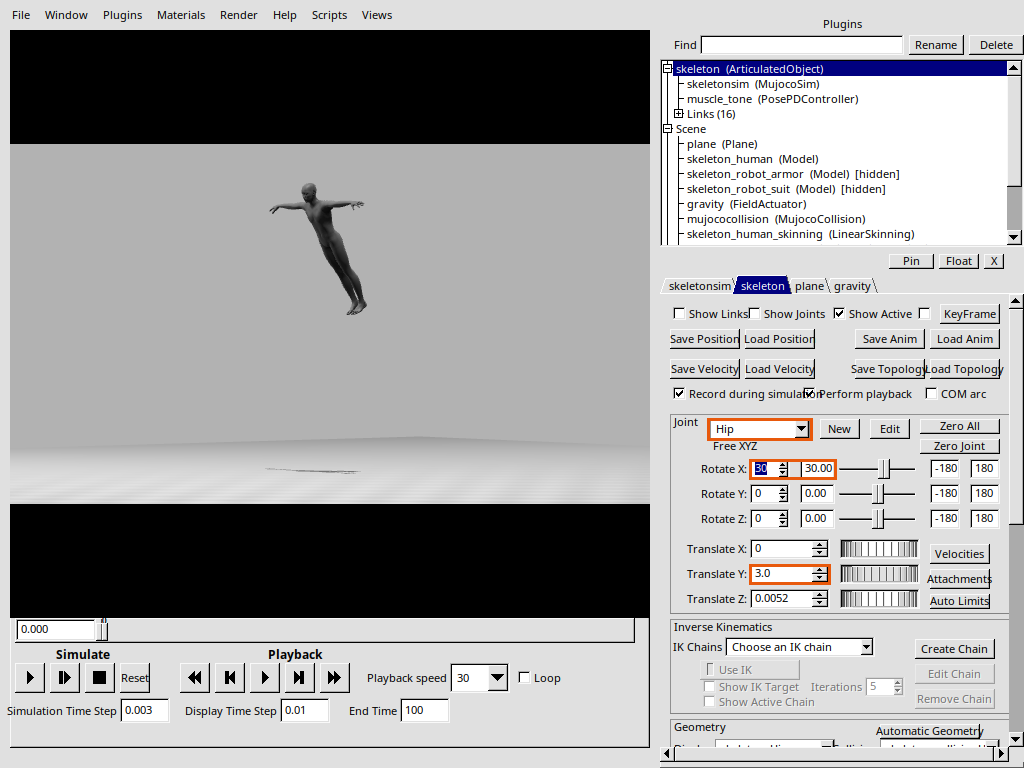 File Window Plugins Materials Render Help Scripts Views
Plugins
Find Rename Delete
skeleton (ArticulatedObject)
skeletonsim (MujocoSim)
muscle_tone (PosePDController)
Links (16)
Scene
plane (Plane)
skeleton_human (Model)
skeleton_robot_armor (Model) [hidden]
skeleton_robot_suit (Model) [hidden]
gravity (FieldActuator)
mujococollision (MujocoCollision)
skeleton_human_skinning (LinearSkinning)
Pin Float X
skeletonsim skeleton plane gravity
Show Links Show Joints Show Active KeyFrame
Save Position Load Position Save Anim Load Anim
Save Velocity Load Velocity Save Topology Load Topology
Record during simulation Perform playback COM arc
Joint Hip New Edit Zero All
Free XYZ Zero Joint
Rotate X: 30 30.00 -180 180
Rotate Y: 0 0.00 -180 180
Rotate Z: 0 0.00 -180 180
Translate X: 0 Velocities
Translate Y: 3.0 Attachments
Translate Z: 0.0052 Auto Limits
Inverse Kinematics
IK Chains Choose an IK chain Create Chain
Use IK Edit Chain
Show IK Target Iterations 5
Show Active Chain Remove Chain
Geometry Automatic Geometry
0.000
Simulate Playback
Reset Playback speed 30 Loop
Simulation Time Step 0.003 Display Time Step 0.01 End Time 100